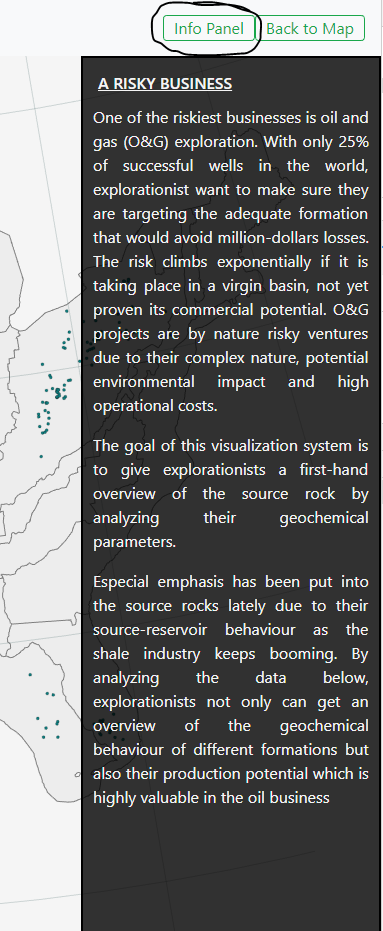 Info Panel Back to Map
A RISKY BUSINESS
One of the riskiest businesses is oil and
gas (O&G) exploration. With only 25%
of successful wells in the world,
explorationist want to make sure they
are targeting the adequate formation
that would avoid million-dollars losses.
The risk climbs exponentially if it is
taking place in a virgin basin, not yet
proven its commercial potential. O&G
projects are by nature risky ventures
due to their complex nature, potential
environmental impact and high
operational costs.
The goal of this visualization system is
to give explorationists a first-hand
overview of the source rock by
analyzing their geochemical
parameters.
Especial emphasis has been put into
the source rocks lately due to their
source-reservoir behaviour as the
shale industry keeps booming. By
analyzing the data below,
explorationists not only can get an
overview of the geochemical
behaviour of different formations but
also their production potential which is
highly valuable in the oil business